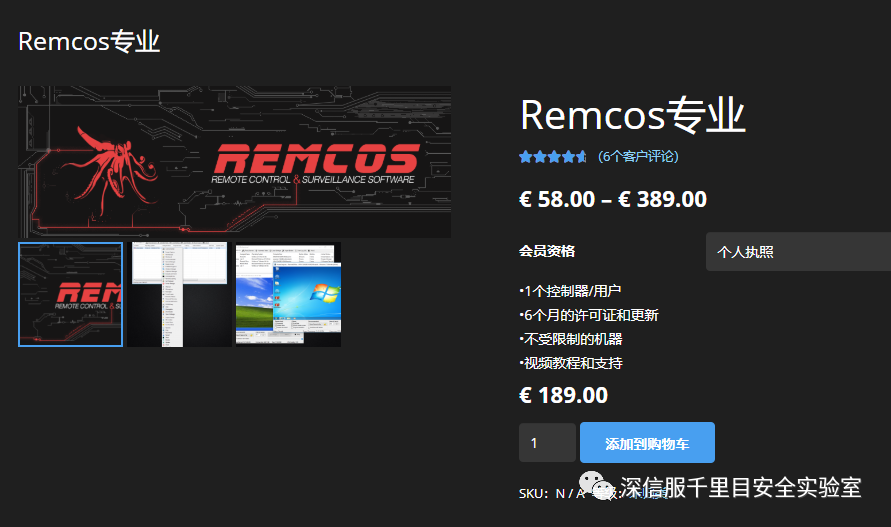 Remcos专业
REMCOS
REMOTE CONTROL & SURVEILLANCE SOFTWARE
Remcos专业
(6个客户评论)
€ 58.00 – € 389.00
会员资格
个人执照
•1个控制器/用户
•6个月的许可证和更新
•不受限制的机器
•视频教程和支持
€ 189.00
1
添加到购物车
SKU: N / A
深信服千里目安全实验室